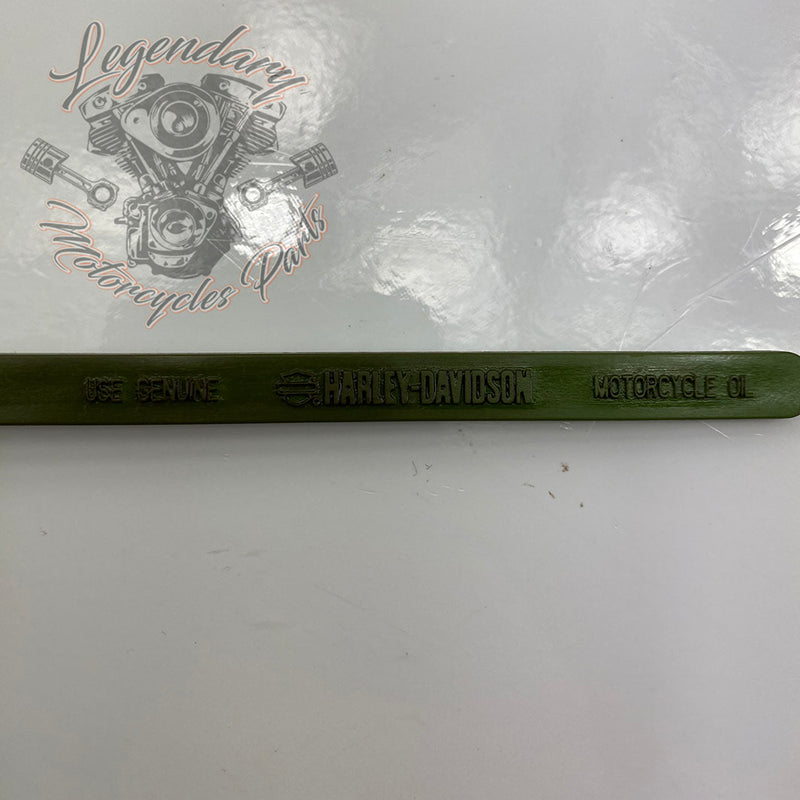 Legendary
Motorcycles Parts
USE GENUINE HARLEY-DAVIDSON MOTORCYCLE OIL